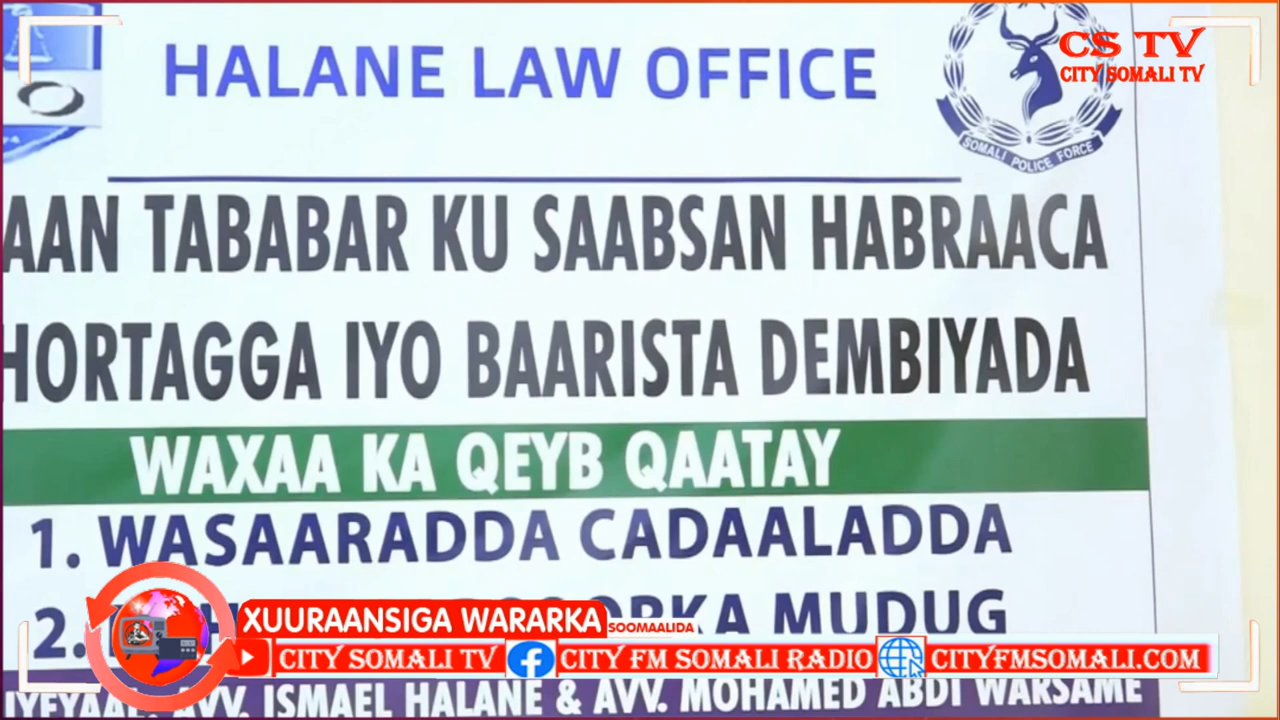 HALANE LAW OFFICE
SOMALI POLICE FORCE
CS TV
CITY SOMALI TV
TABABAR KU SAABSAN HABRAACA
HORTAGGA IYO BAARISTA DEMBIYADA
WAXAA KA QEYB QAATAY
1. WASAARADDA CADAALADDA
2. MUDUG
XUURAANSIGA WARARKA
SOOMAALIDA
CITY SOMALI TV
CITY FM SOMALI RADIO
CITYFMSOMALI.COM
AVV. ISMAEL HALANE & AVV. MOHAMED ABDI WARSAME